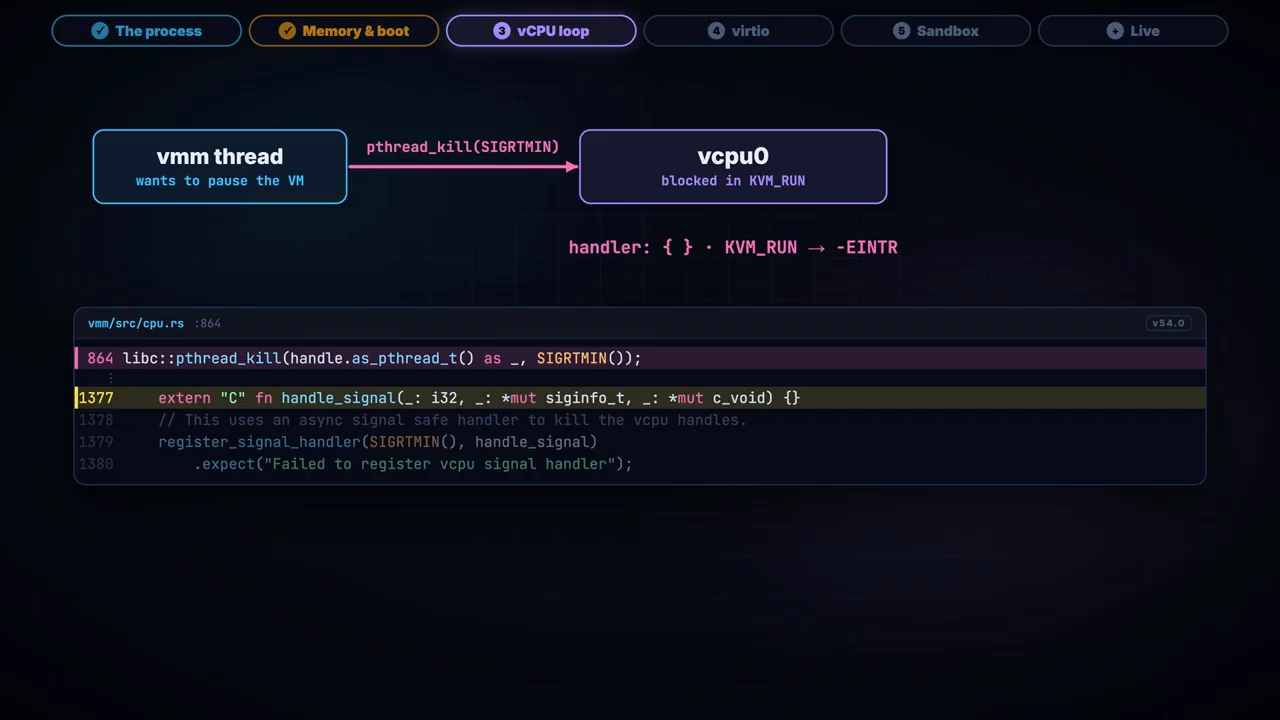 ✓ The process
✓ Memory & boot
3 vCPU loop
4 virtio
5 Sandbox
✦ Live
vmm thread
wants to pause the VM
pthread_kill(SIGRTMIN)
vcpu0
blocked in KVM_RUN
handler: { } · KVM_RUN → -EINTR
vmm/src/cpu.rs :864
v54.0
864 libc::pthread_kill(handle.as_pthread_t() as _, SIGRTMIN());
⋮
1377 extern "C" fn handle_signal(_: i32, _: *mut siginfo_t, _: *mut c_void) {}
1378 // This uses an async signal safe handler to kill the vcpu handles.
1379 register_signal_handler(SIGRTMIN(), handle_signal)
1380 .expect("Failed to register vcpu signal handler");